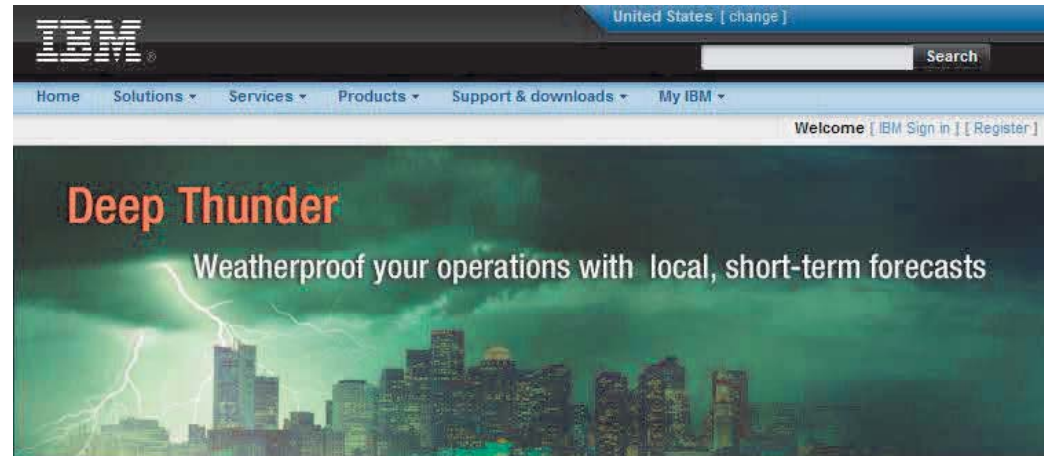 United States [ change ]
IBM®
Search
Home Solutions Services Products Support & downloads My IBM
Welcome [ IBM Sign in ] [ Register ]
Deep Thunder
Weatherproof your operations with local, short-term forecasts